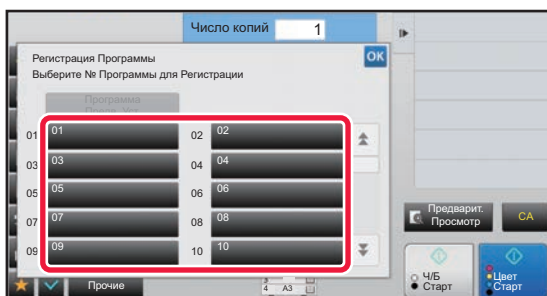 Число копий 1
Регистрация Программы
OK
Выберите № Программы для Регистрации
Программа
01 01 02 02
03 03 04 04
05 05 06 06
07 07 08 08
09 09 10 10
Предварит.
Просмотр
CA
Ч/Б
Старт
Цвет
Старт
Прочие
4 A3